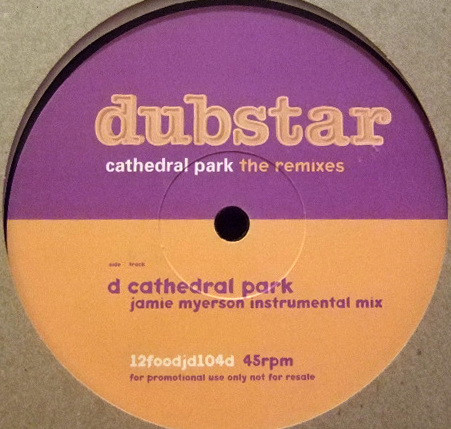 dubstar
cathedral park the remixes
side track
d cathedral park
jamie myerson instrumental mix
12foodjd104d 45rpm
for promotional use only not for resale